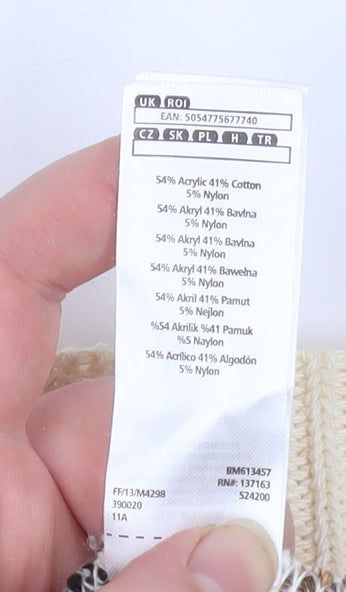 UK ROI
EAN: 5054775677740
CZ SK PL H TR
54% Acrylic 41% Cotton
5% Nylon
54% Akryl 41% Bavlna
5% Nylon
54% Akryl 41% Bavlna
5% Nylon
54% Akryl 41% Bawełna
5% Nylon
54% Akril 41% Pamut
5% Nejlon
%54 Akrilik %41 Pamuk
%5 Naylon
54% Acrílico 41% Algodón
5% Nylon
BM613457
RN#: 137163
524200
FF/13/M4298
390020
11A